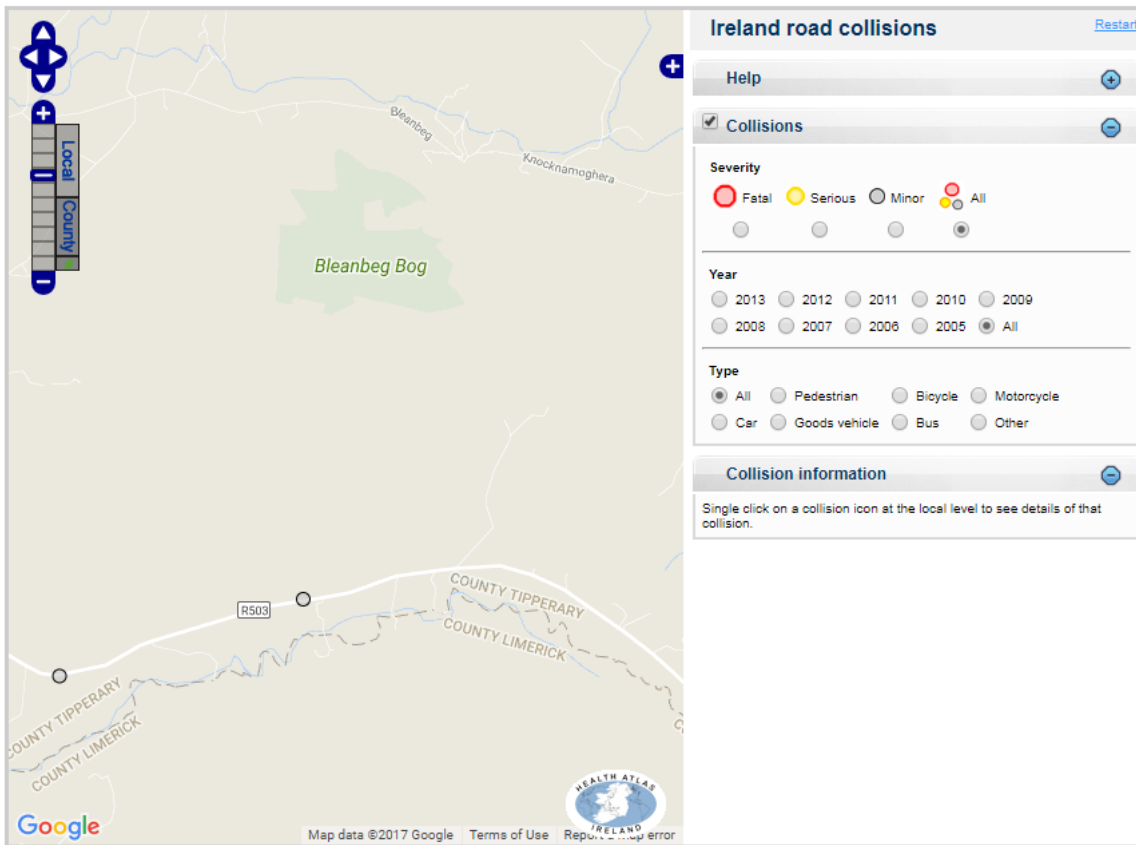 Local
County
Bleanbeg
Knocknamoghera
Bleanbeg Bog
R503
COUNTY TIPPERARY
COUNTY LIMERICK
COUNTY TIPPERARY
COUNTY LIMERICK
HEALTH ATLAS
IRELAND
Google
Map data ©2017 Google Terms of Use Report a map error
Ireland road collisions Restart
Help
Collisions
Severity
Fatal Serious Minor All
Year
2013 2012 2011 2010 2009
2008 2007 2006 2005 All
Type
All Pedestrian Bicycle Motorcycle
Car Goods vehicle Bus Other
Collision information
Single click on a collision icon at the local level to see details of that
collision.